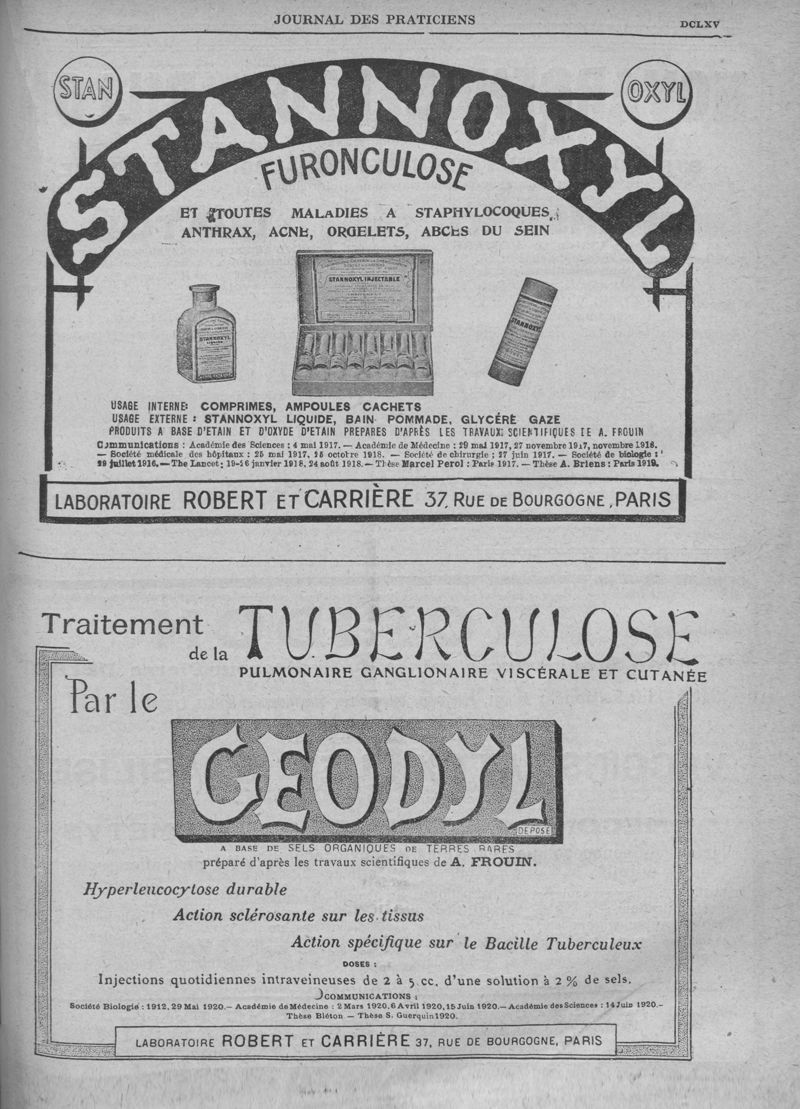 JOURNAL DES PRATICIENS
DCLXV
STAN
OXYL
STANNOXYL
FURONCULOSE
ET TOUTES MALADIES A STAPHYLOCOQUES,
ANTHRAX, ACNE, ORGELETS, ABCES DU SEIN
STANNOXYL INJECTABLE
STANNOXYL
STANNOXYL
USAGE INTERNE: COMPRIMES, AMPOULES CACHETS
USAGE EXTERNE : STANNOXYL LIQUIDE, BAIN POMMADE, GLYCÉRÉ GAZE
PRODUITS A BASE D'ETAIN ET D'OXYDE D'ETAIN PREPARES D'APRÈS LES TRAVAUX SCIENTIFIQUES DE A. FROUIN
Communications : Académie des Sciences : 4 mai 1917. — Académie de Médecine : 29 mai 1917, 27 novembre 1917, novembre 1918.
— Société médicale des hôpitaux : 25 mai 1917, 25 octobre 1918. — Société de chirurgie : 27 juin 1917. — Société de biologie :
29 juillet 1916. — The Lancet : 19-26 janvier 1918, 24 août 1918. — Thèse Marcel Perol : Paris 1917. — Thèse A. Briens : Paris 1919.
LABORATOIRE ROBERT ET CARRIÈRE 37, RUE DE BOURGOGNE, PARIS
Traitement
de la TUBERCULOSE
PULMONAIRE GANGLIONAIRE VISCÉRALE ET CUTANÉE
Par le
GEODYL
DEPOSÉ
A BASE DE SELS ORGANIQUES DE TERRES RARES
préparé d'après les travaux scientifiques de A. FROUIN.
Hyperleucocytose durable
Action sclérosante sur les tissus
Action spécifique sur le Bacille Tuberculeux
DOSES :
Injections quotidiennes intraveineuses de 2 à 5 cc. d'une solution à 2 % de sels.
COMMUNICATIONS :
Société Biologie : 1912, 29 Mai 1920. — Académie de Médecine : 2 Mars 1920, 6 Avril 1920, 15 Juin 1920. — Académie des Sciences : 14 Juin 1920. —
Thèse Bléton — Thèse S. Guerquin 1920.
LABORATOIRE ROBERT ET CARRIÈRE 37, RUE DE BOURGOGNE, PARIS